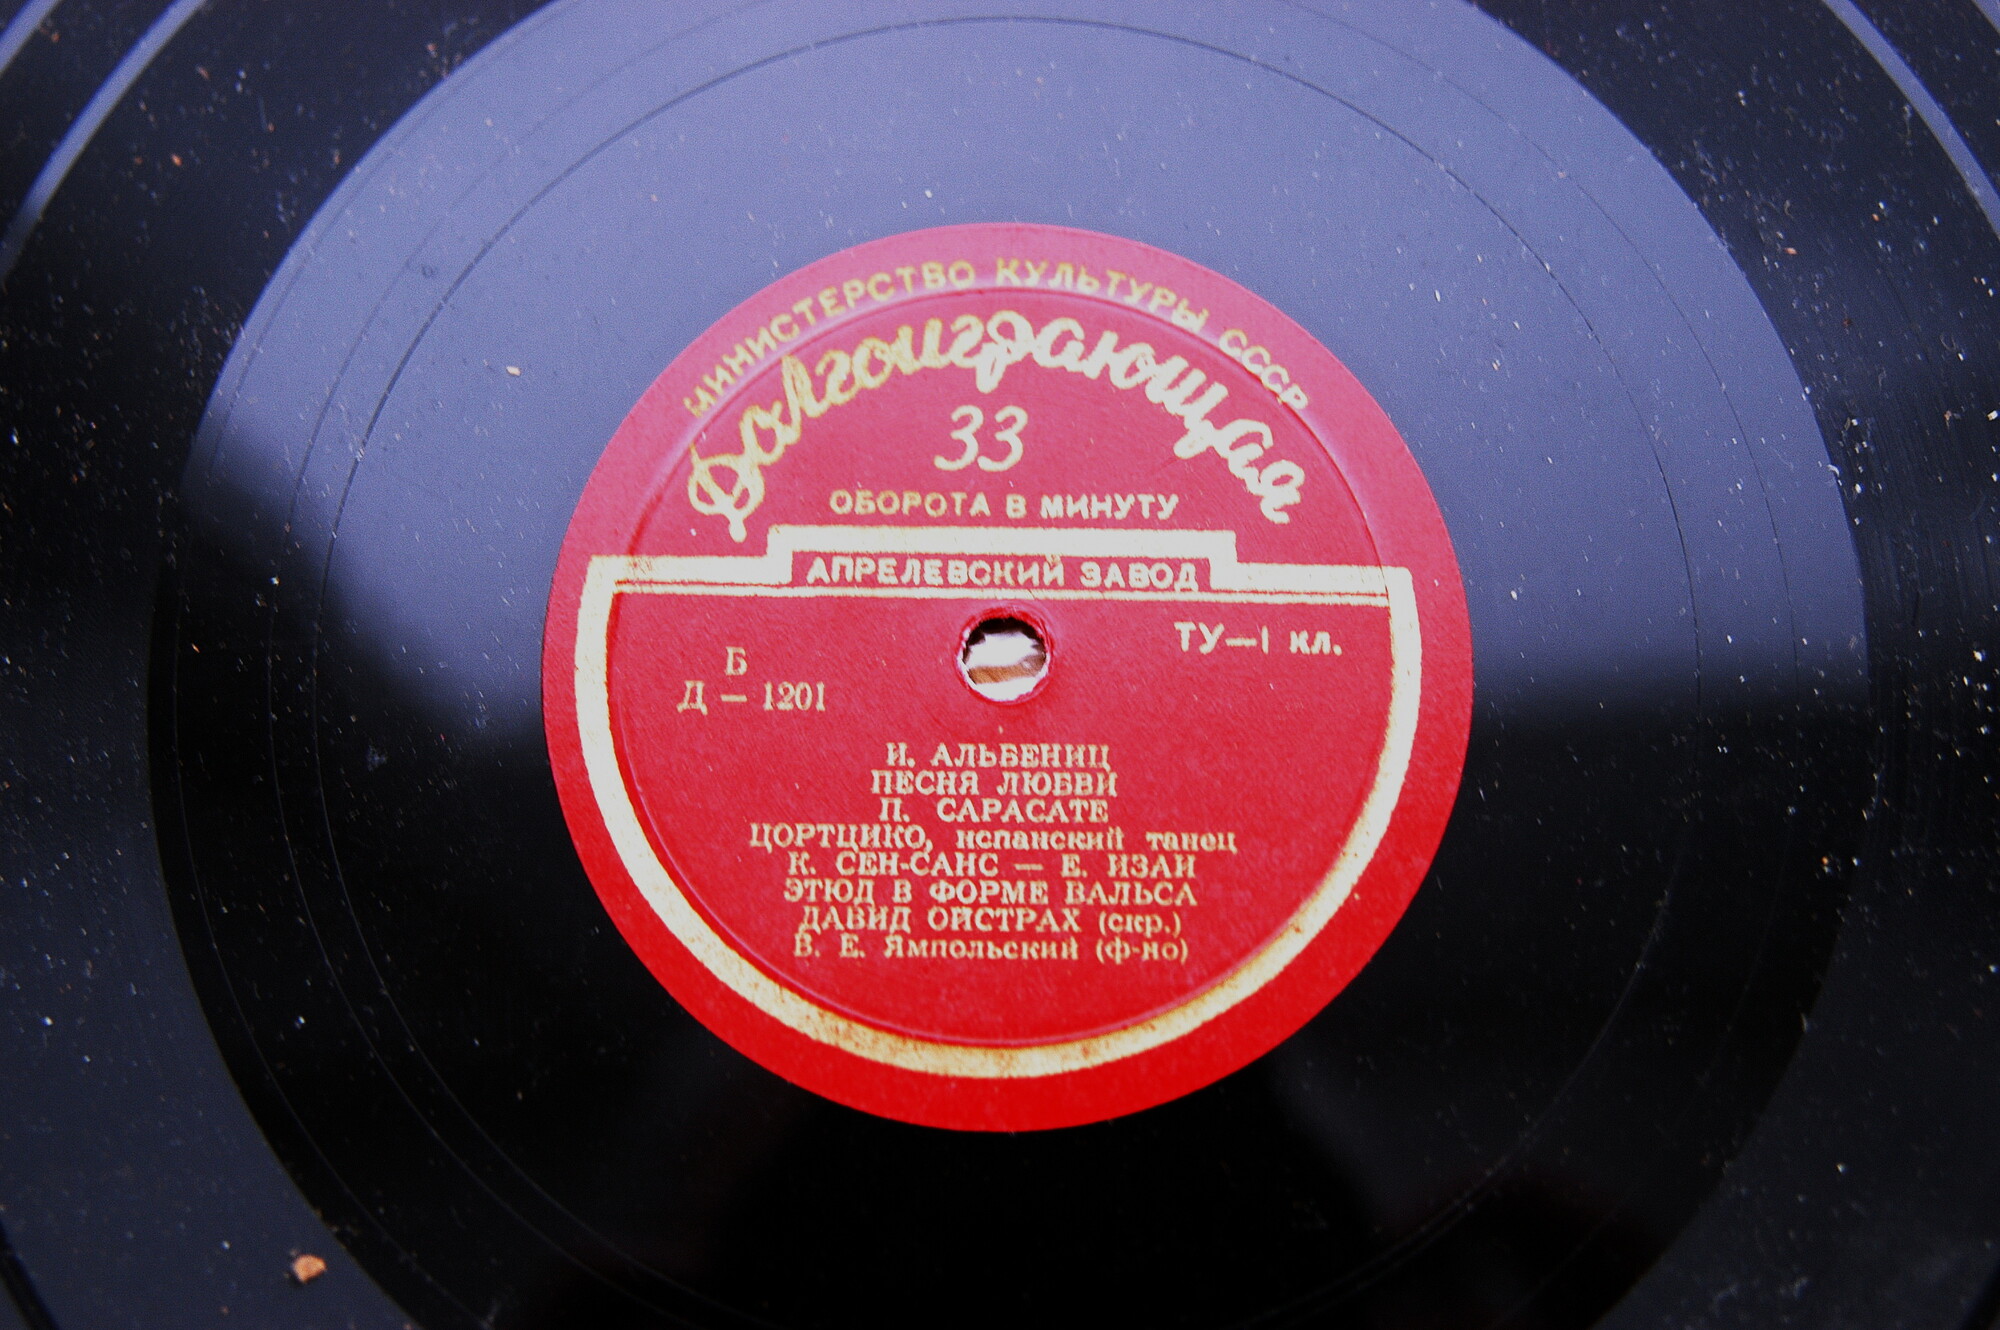 МИНИСТЕРСТВО КУЛЬТУРЫ СССР
Долгоиграющая
33
ОБОРОТА В МИНУТУ
АПРЕЛЕВСКИЙ ЗАВОД
ТУ—I кл.
Б
Д – 1201
И. АЛЬБЕНИЦ
ПЕСНЯ ЛЮБВИ
П. САРАСАТЕ
ЦОРТЦИКО, испанский танец
К. СЕН-САНС — Е. ИЗАИ
ЭТЮД В ФОРМЕ ВАЛЬСА
ДАВИД ОЙСТРАХ (скр.)
В. Е. Ямпольский (ф-но)